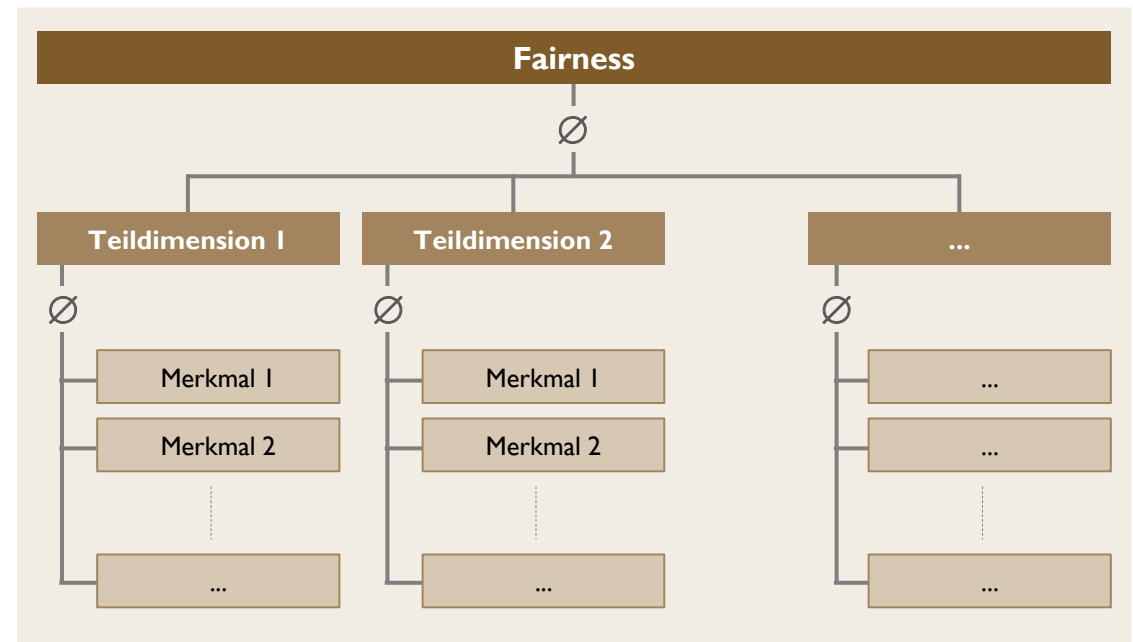 Fairness
Ø
Teildimension 1
Teildimension 2
...
Ø
Ø
Ø
Merkmal 1
Merkmal 1
...
Merkmal 2
Merkmal 2
...
...
...
...